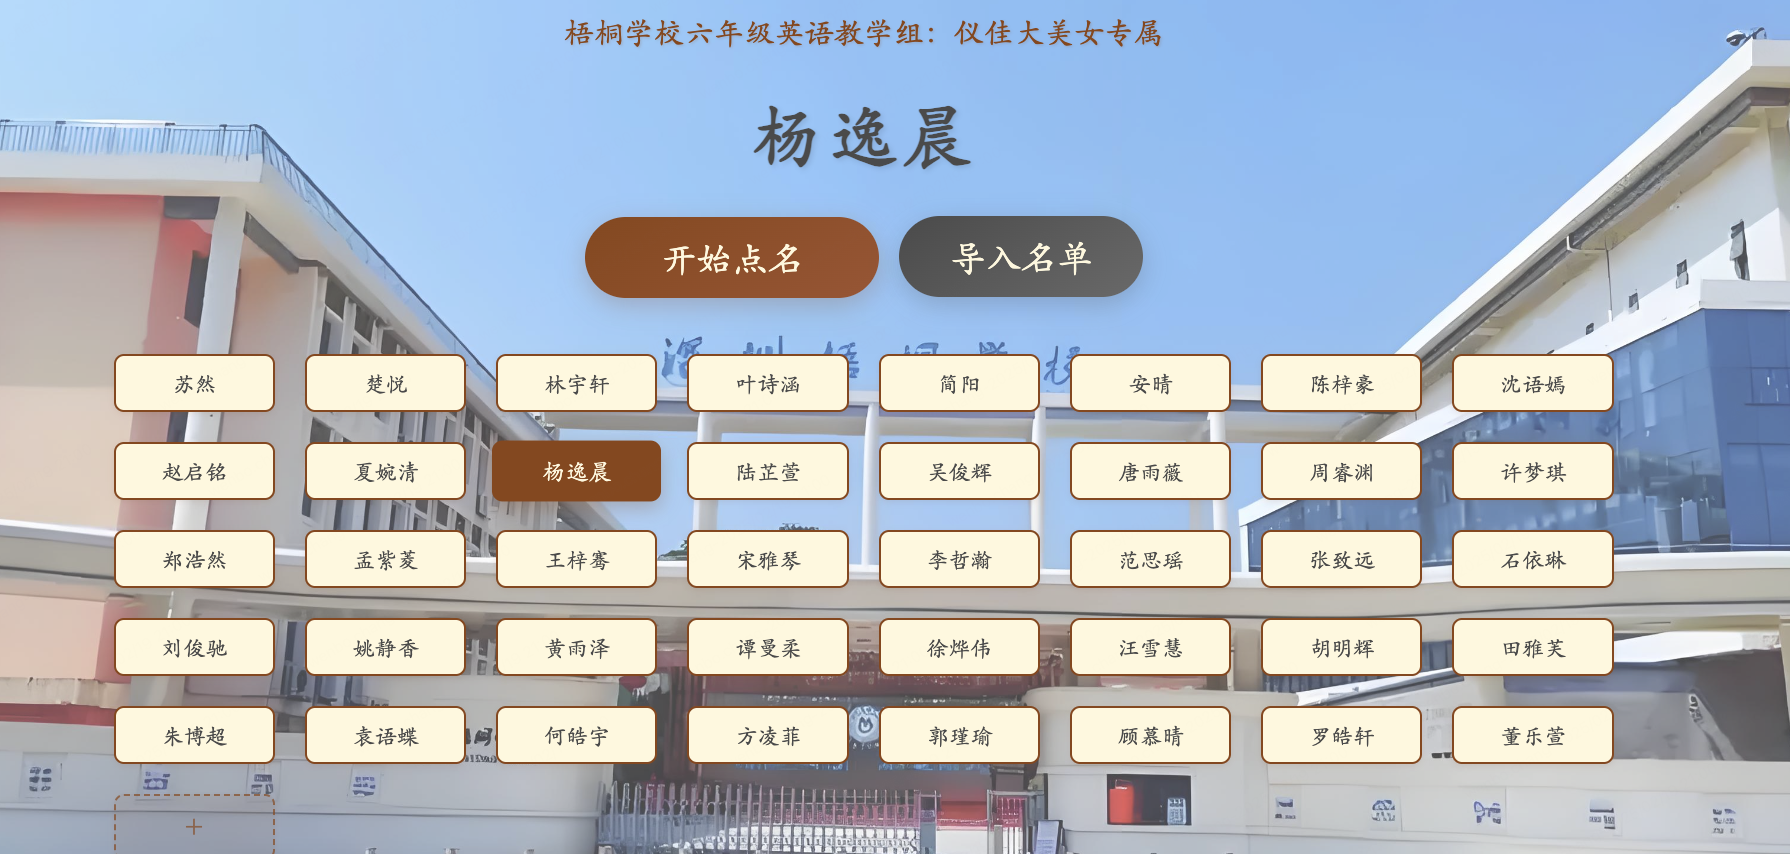 梧桐学校六年级英语教学组：仪佳大美女专属
杨逸晨
开始点名 导入名单
苏然 楚悦 林宇轩 叶诗涵 简阳 安晴 陈梓豪 沈语嫣
赵启铭 夏婉清 杨逸晨 陆芷萱 吴俊辉 唐雨薇 周睿渊 许梦琪
郑浩然 孟紫菱 王梓骞 宋雅琴 李哲瀚 范思瑶 张致远 石依琳
刘俊驰 姚静香 黄雨泽 谭曼柔 徐烨伟 汪雪慧 胡明辉 田雅芙
朱博超 袁语蝶 何皓宇 方凌菲 郭瑾瑜 顾慕晴 罗皓轩 董乐萱
+